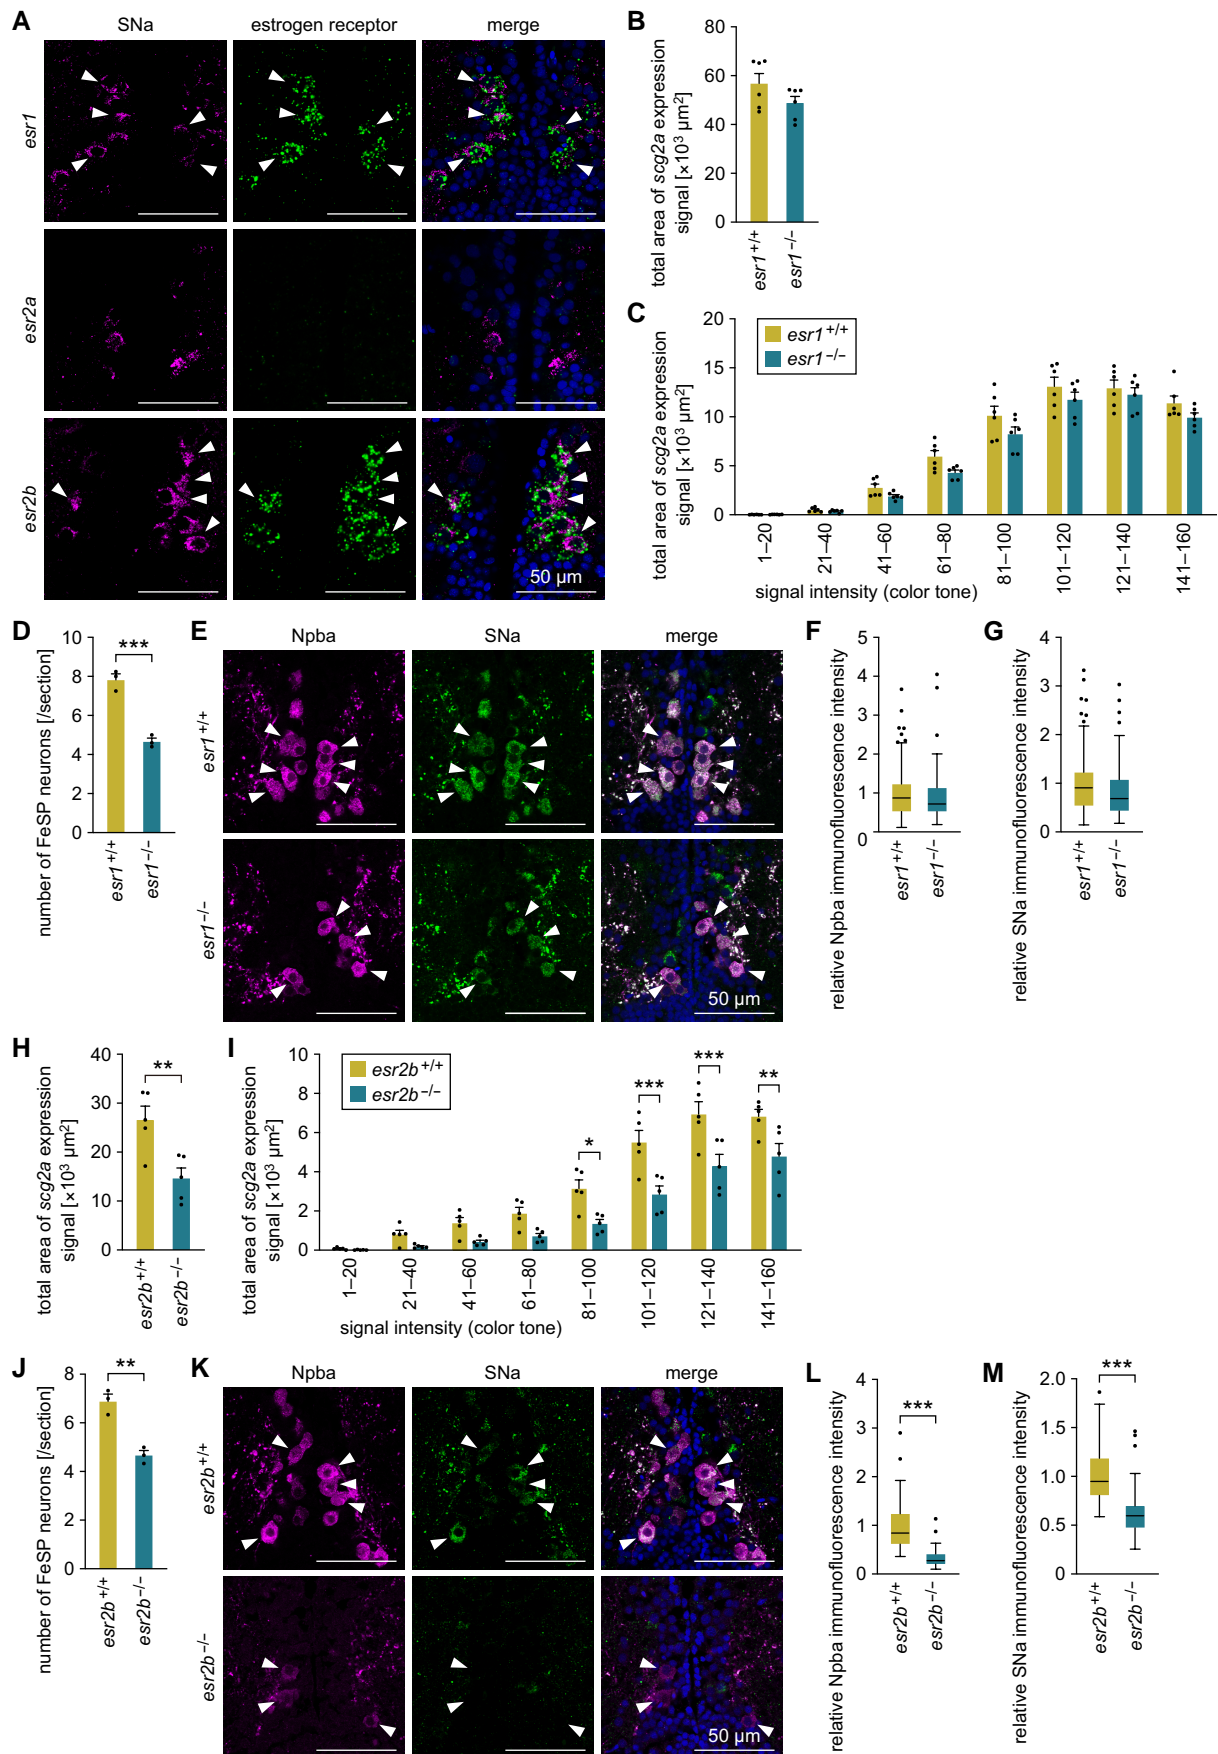 A
SNa
estrogen receptor
merge
esr1
esr2a
esr2b
50 µm
B
total area of scg2a expression
signal [×10³ µm²]
80
60
40
20
0
esr1+/+
esr1−/−
C
total area of scg2a expression
signal [×10³ µm²]
20
15
10
5
0
esr1+/+
esr1−/−
1–20
21–40
41–60
61–80
81–100
101–120
121–140
141–160
signal intensity (color tone)
D
number of FeSP neurons [/section]
10
8
6
4
2
0
***
esr1+/+
esr1−/−
E
Npba
SNa
merge
esr1+/+
esr1−/−
50 µm
F
relative Npba immunofluorescence intensity
5
4
3
2
1
0
esr1+/+
esr1−/−
G
relative SNa immunofluorescence intensity
4
3
2
1
0
esr1+/+
esr1−/−
H
total area of scg2a expression
signal [×10³ µm²]
40
30
20
10
0
**
esr2b+/+
esr2b−/−
I
total area of scg2a expression
signal [×10³ µm²]
10
8
6
4
2
0
esr2b+/+
esr2b−/−
*
***
***
**
1–20
21–40
41–60
61–80
81–100
101–120
121–140
141–160
signal intensity (color tone)
J
number of FeSP neurons [/section]
8
6
4
2
0
**
esr2b+/+
esr2b−/−
K
Npba
SNa
merge
esr2b+/+
esr2b−/−
50 µm
L
relative Npba immunofluorescence intensity
4
3
2
1
0
***
esr2b+/+
esr2b−/−
M
relative SNa immunofluorescence intensity
2.0
1.5
1.0
0.5
0
***
esr2b+/+
esr2b−/−